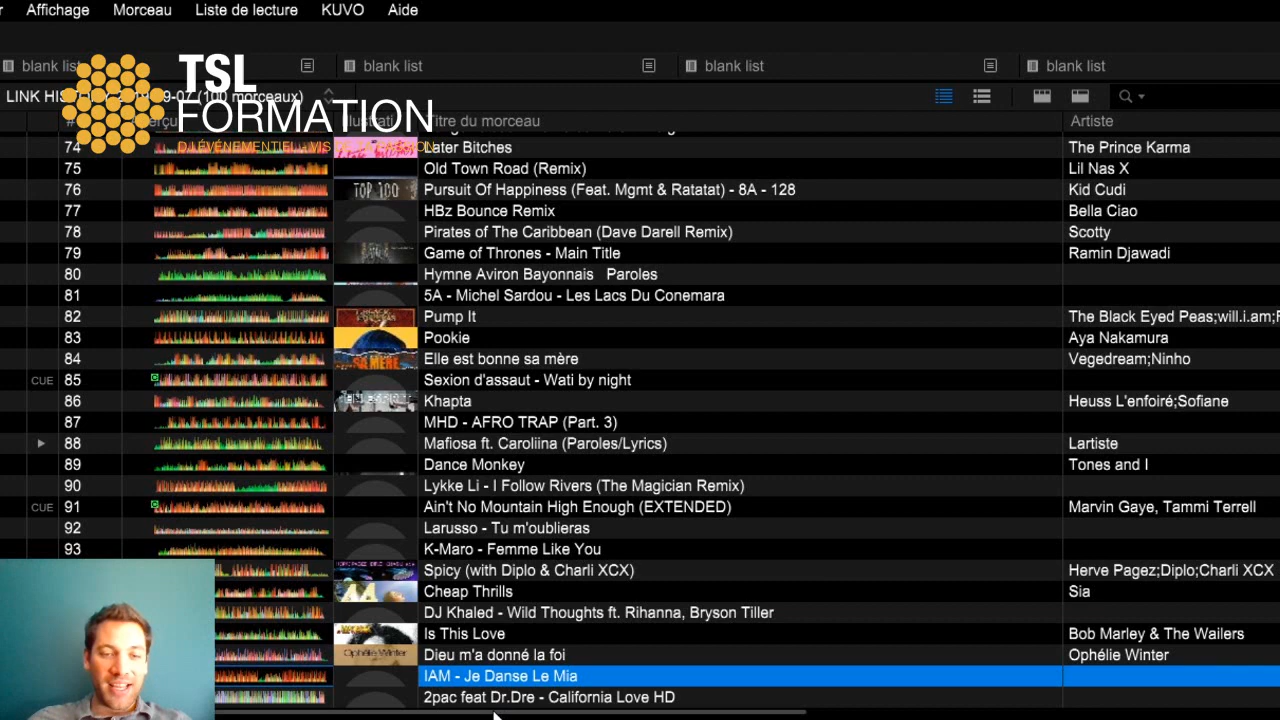 Affichage Morceau Liste de lecture KUVO Aide
blank list blank list blank list blank list
TSL
FORMATION
LINK HIS (100 morceaux)
Titre du morceau Artiste
74 Later Bitches The Prince Karma
75 Old Town Road (Remix) Lil Nas X
76 TOP 100 Pursuit Of Happiness (Feat. Mgmt & Ratatat) - 8A - 128 Kid Cudi
77 HBz Bounce Remix Bella Ciao
78 Pirates of The Caribbean (Dave Darell Remix) Scotty
79 Game of Thrones - Main Title Ramin Djawadi
80 Hymne Aviron Bayonnais Paroles
81 5A - Michel Sardou - Les Lacs Du Conemara
82 Pump It The Black Eyed Peas;will.i.am;F
83 Pookie Aya Nakamura
84 Elle est bonne sa mère Vegedream;Ninho
CUE 85 Sexion d'assaut - Wati by night
86 Khapta Heuss L'enfoiré;Sofiane
87 MHD - AFRO TRAP (Part. 3)
88 Mafiosa ft. Caroliina (Paroles/Lyrics) Lartiste
89 Dance Monkey Tones and I
90 Lykke Li - I Follow Rivers (The Magician Remix)
CUE 91 Ain't No Mountain High Enough (EXTENDED) Marvin Gaye, Tammi Terrell
92 Larusso - Tu m'oublieras
93 K-Maro - Femme Like You
Spicy (with Diplo & Charli XCX) Herve Pagez;Diplo;Charli XCX
Cheap Thrills Sia
DJ Khaled - Wild Thoughts ft. Rihanna, Bryson Tiller
Is This Love Bob Marley & The Wailers
Ophélie Winter Dieu m'a donné la foi Ophélie Winter
IAM - Je Danse Le Mia
2pac feat Dr.Dre - California Love HD